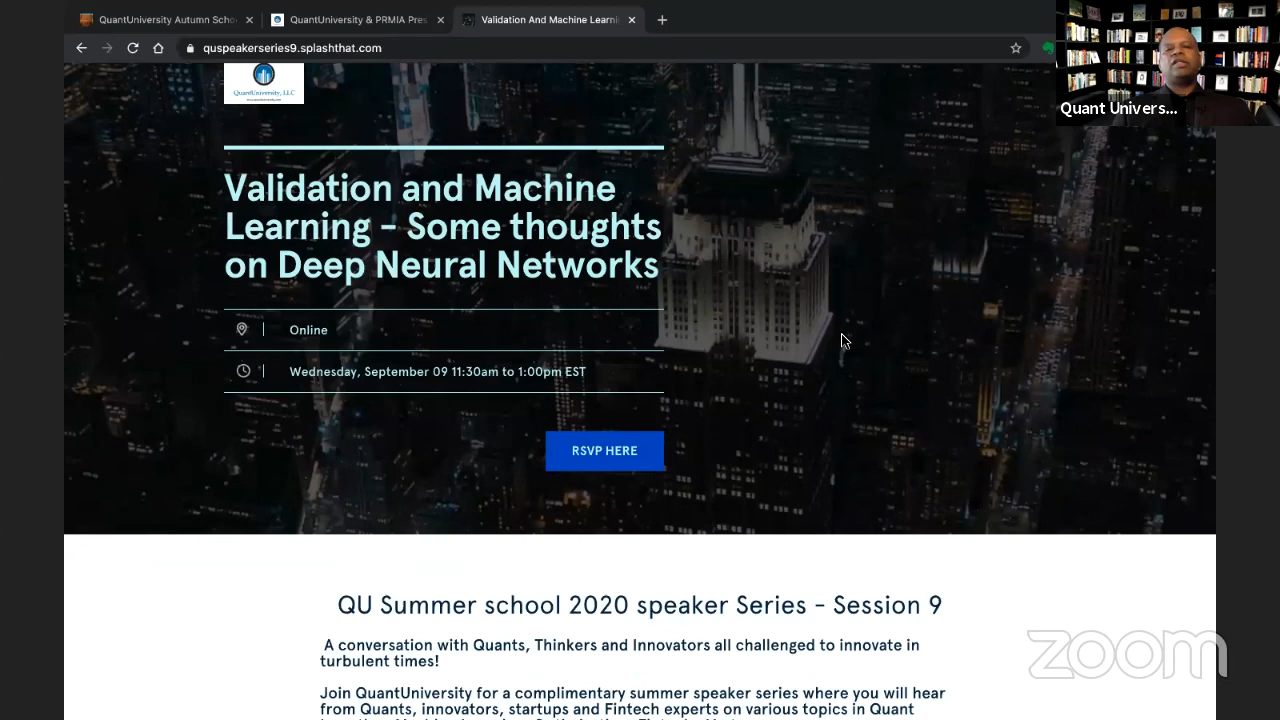 QuantUniversity Autumn Scho
QuantUniversity & PRMIA Pres
Validation And Machine Learni
quspeakerseries9.splashthat.com
Quant Univers...
QuantUniversity, LLC
Validation and Machine
Learning - Some thoughts
on Deep Neural Networks
Online
Wednesday, September 09 11:30am to 1:00pm EST
RSVP HERE
QU Summer school 2020 speaker Series - Session 9
A conversation with Quants, Thinkers and Innovators all challenged to innovate in
turbulent times!
Join QuantUniversity for a complimentary summer speaker series where you will hear
from Quants, innovators, startups and Fintech experts on various topics in Quant
zoom